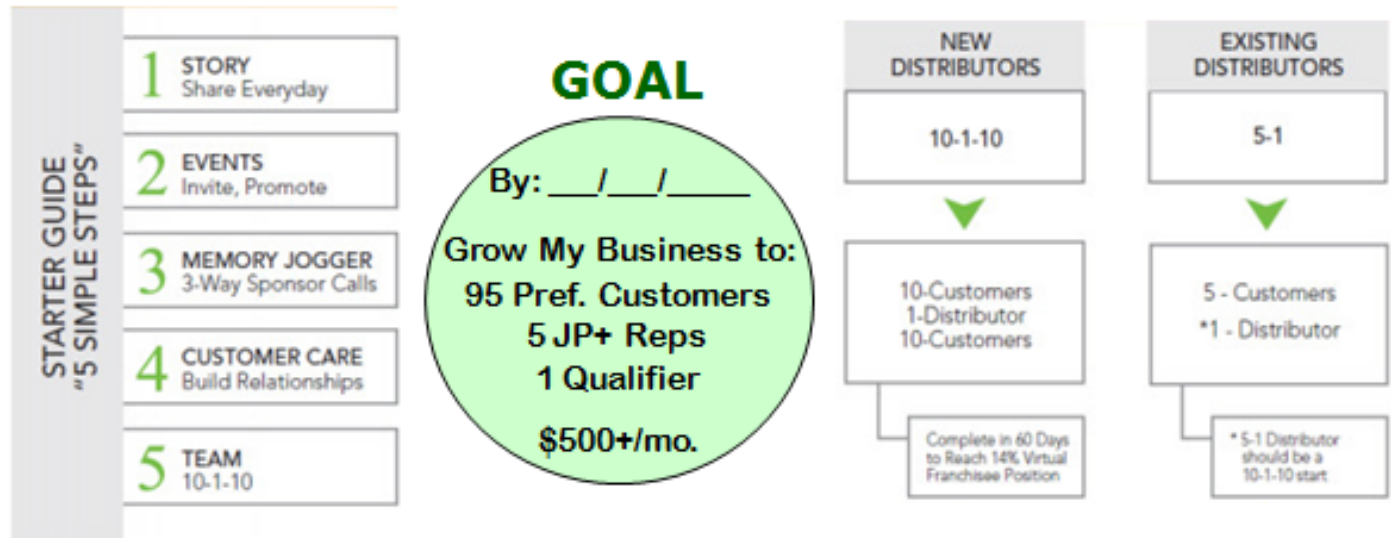 STARTER GUIDE
"5 SIMPLE STEPS"
1 STORY
Share Everyday
2 EVENTS
Invite, Promote
3 MEMORY JOGGER
3-Way Sponsor Calls
4 CUSTOMER CARE
Build Relationships
5 TEAM
10-1-10
GOAL
By: __/__/____
Grow My Business to:
95 Pref. Customers
5 JP+ Reps
1 Qualifier
$500+/mo.
NEW
DISTRIBUTORS
10-1-10
10-Customers
1-Distributor
10-Customers
Complete in 60 Days
to Reach 14% Virtual
Franchisee Position
EXISTING
DISTRIBUTORS
5-1
5 - Customers
*1 - Distributor
* 5-1 Distributor
should be a
10-1-10 start